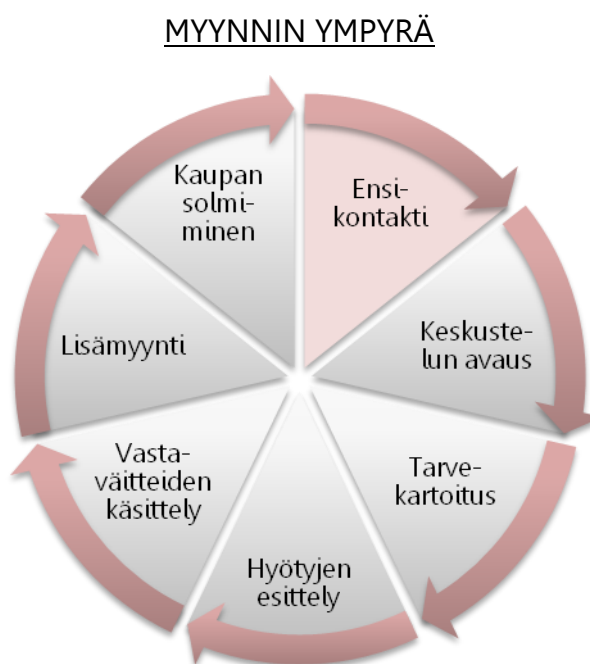 MYYNNIN YMPYRÄ
Ensi-
kontakti
Keskuste-
lun avaus
Tarve-
kartoitus
Hyötyjen
esittely
Vasta-
väitteiden
käsittely
Lisämyynti
Kaupan
solmi-
minen